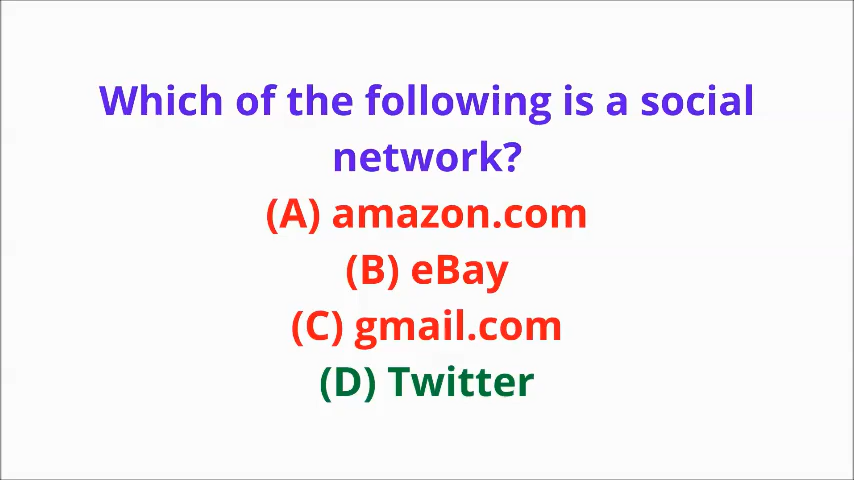 Which of the following is a social
network?
(A) amazon.com
(B) eBay
(C) gmail.com
(D) Twitter